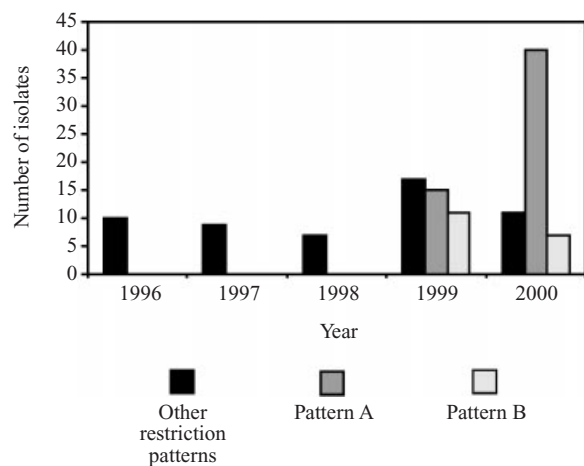 45
40
35
30
25
20
15
10
5
0
Number of isolates
1996 1997 1998 1999 2000
Year
Other restriction patterns
Pattern A
Pattern B